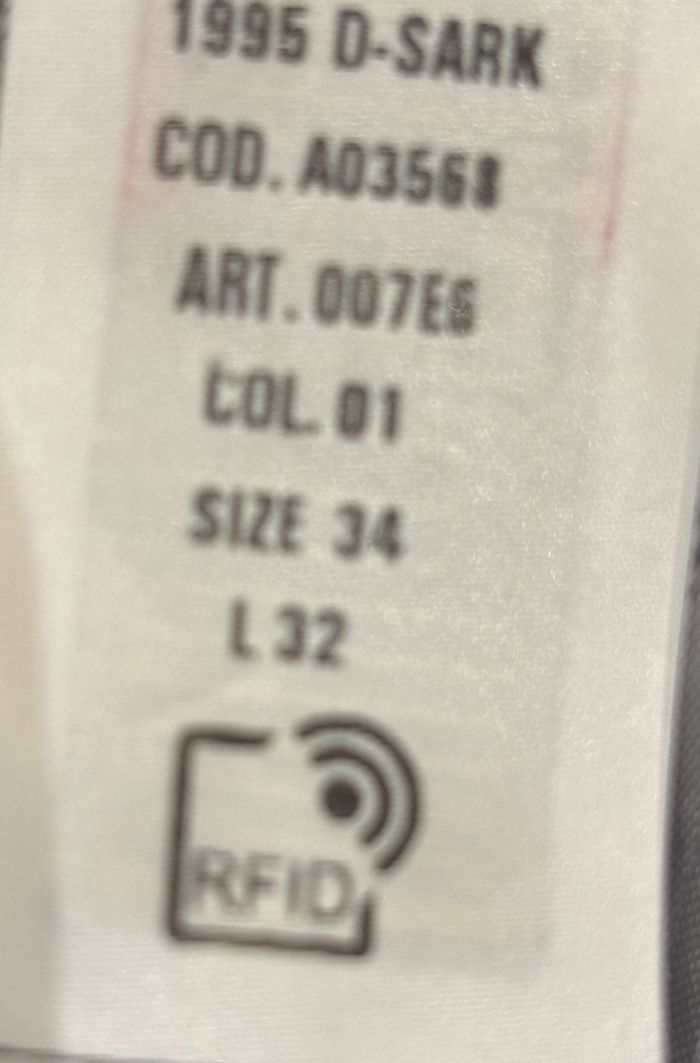 1995 D-SARK
COD. A03568
ART. 007E6
COL. 01
SIZE 34
L 32
RFID